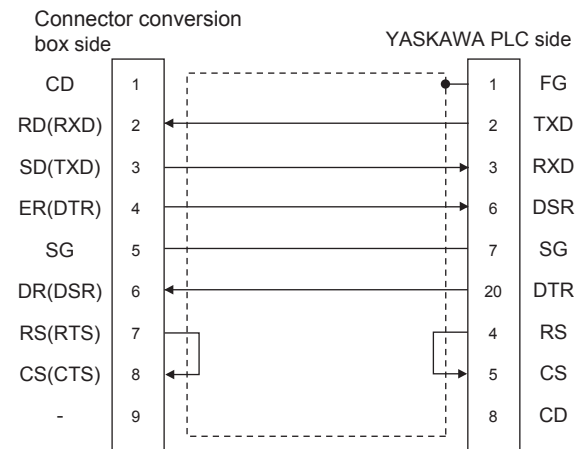 Connector conversion
box side
YASKAWA PLC side
CD 1 1 FG
RD(RXD) 2 2 TXD
SD(TXD) 3 3 RXD
ER(DTR) 4 6 DSR
SG 5 7 SG
DR(DSR) 6 20 DTR
RS(RTS) 7 4 RS
CS(CTS) 8 5 CS
- 9 8 CD